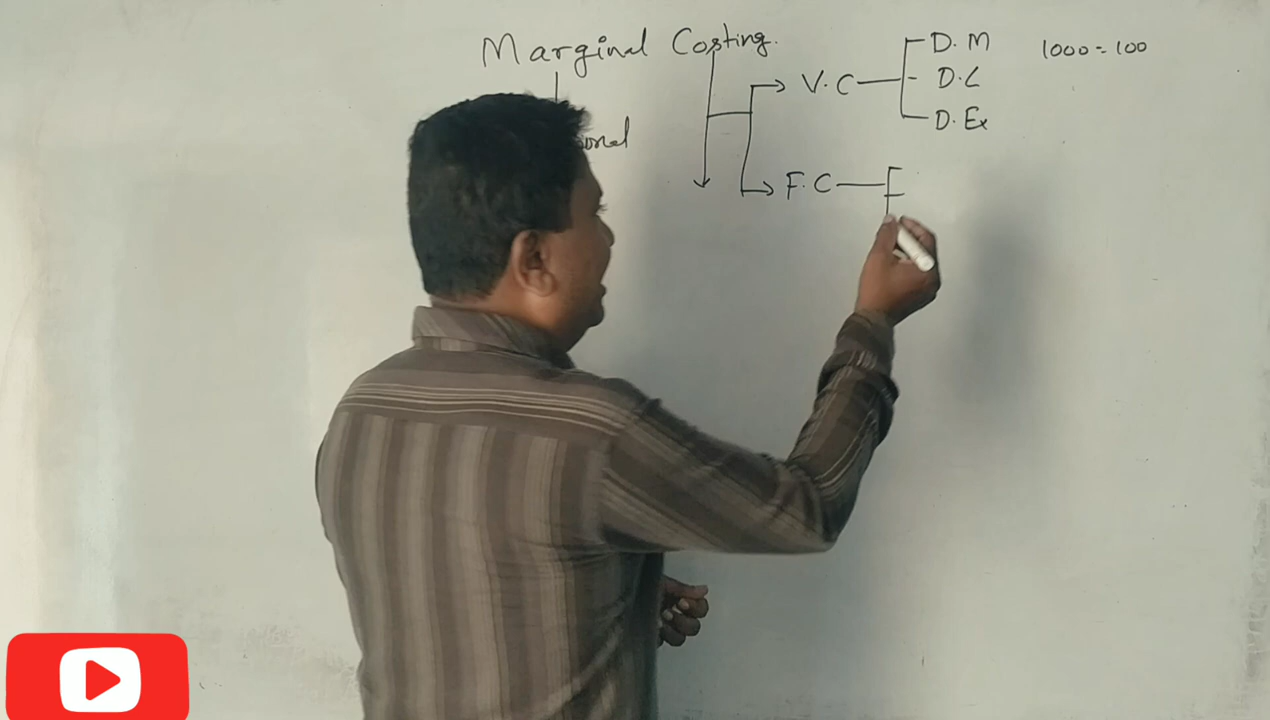 Marginal Costing.
V.C
D.M
D.L
D.Ex
1000 = 100
F.C